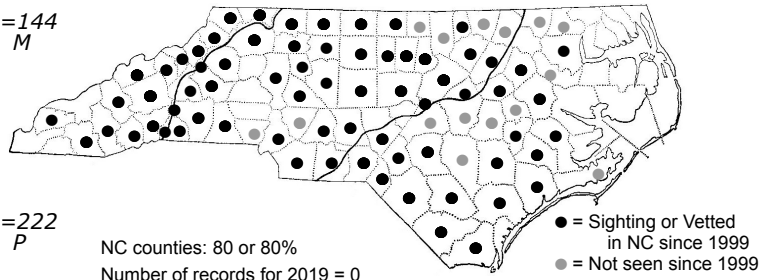 =144
M
=222
P
NC counties: 80 or 80%
Number of records for 2019 = 0
= Sighting or Vetted
in NC since 1999
= Not seen since 1999